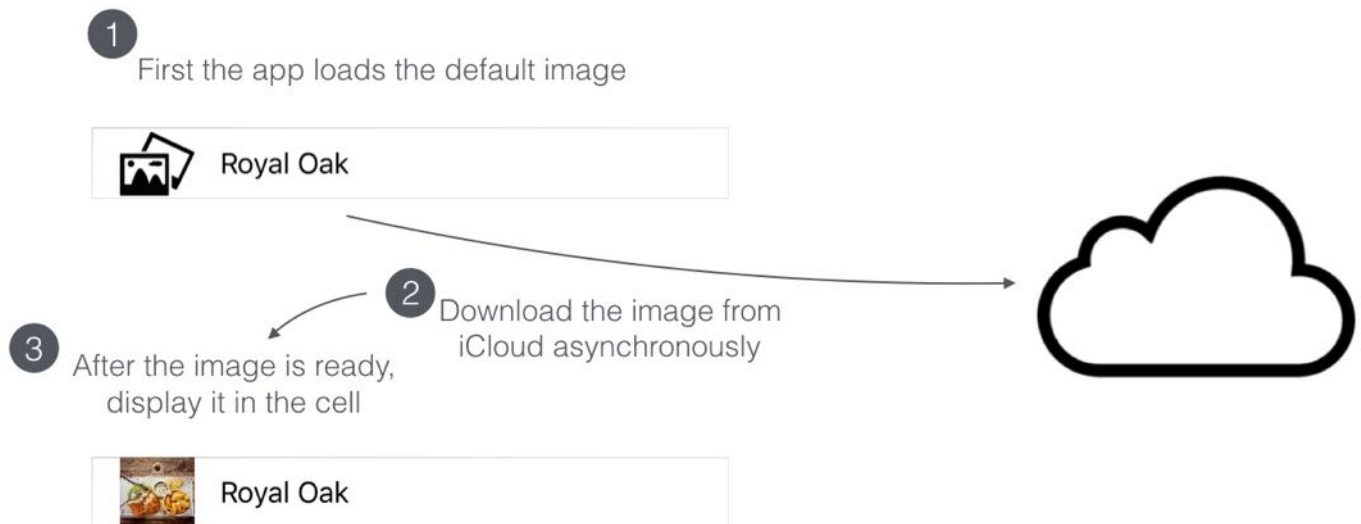 1
First the app loads the default image
Royal Oak
2
Download the image from
iCloud asynchronously
3
After the image is ready,
display it in the cell
Royal Oak